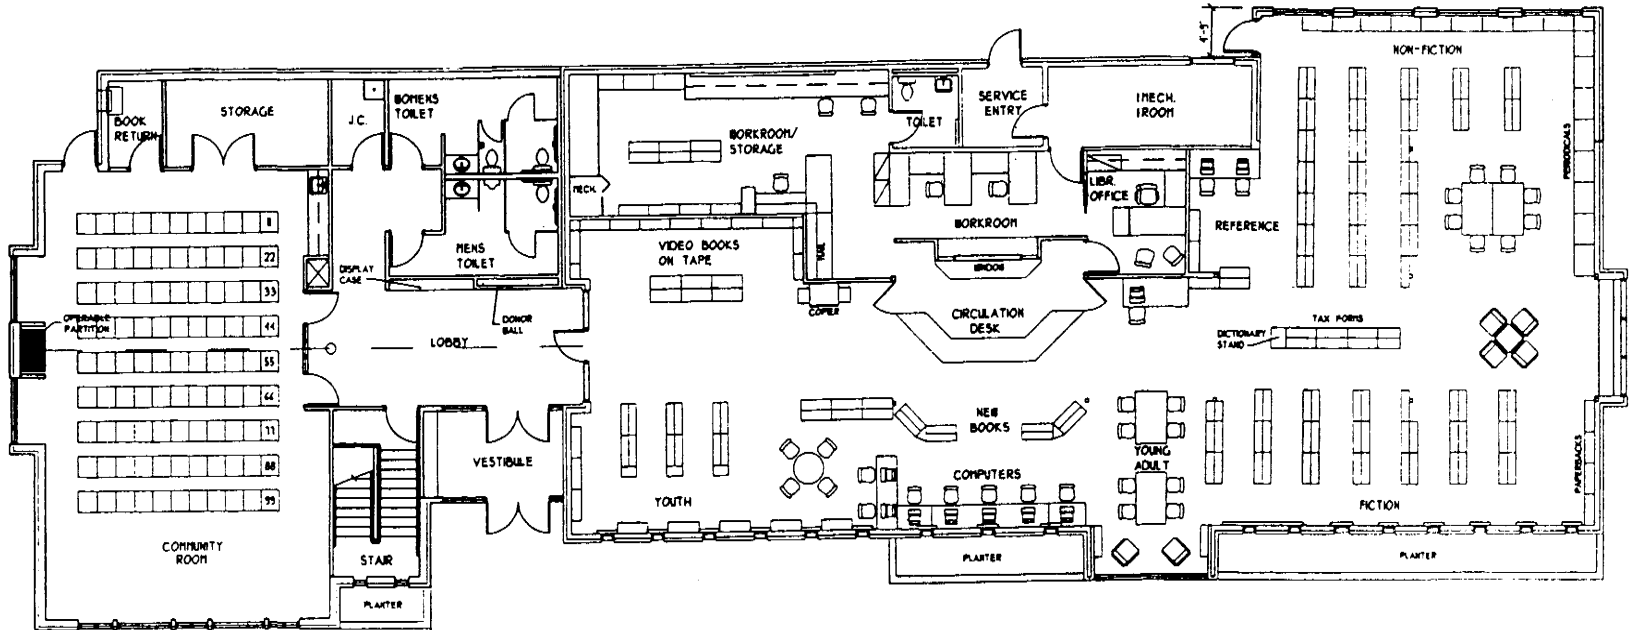 4'-9"
NON-FICTION
BOOK
RETURN
STORAGE
J.C.
WOMENS
TOILET
WORKROOM/
STORAGE
TOILET
SERVICE
ENTRY
MECH.
ROOM
PERIODICALS
MECH.
LIBR.
OFFICE
11
22
33
44
55
66
77
88
99
MENS
TOILET
VIDEO BOOKS
ON TAPE
WORKROOM
WINDOW
REFERENCE
DISPLAY
CASE
DONOR
WALL
COPIER
CIRCULATION
DESK
OPERABLE
PARTITION
LOBBY
TAX FORMS
DICTIONARY
STAND
NEW
BOOKS
VESTIBULE
YOUTH
COMPUTERS
YOUNG
ADULT
FICTION
PAPERBACKS
COMMUNITY
ROOM
STAIR
PLANTER
PLANTER
PLANTER